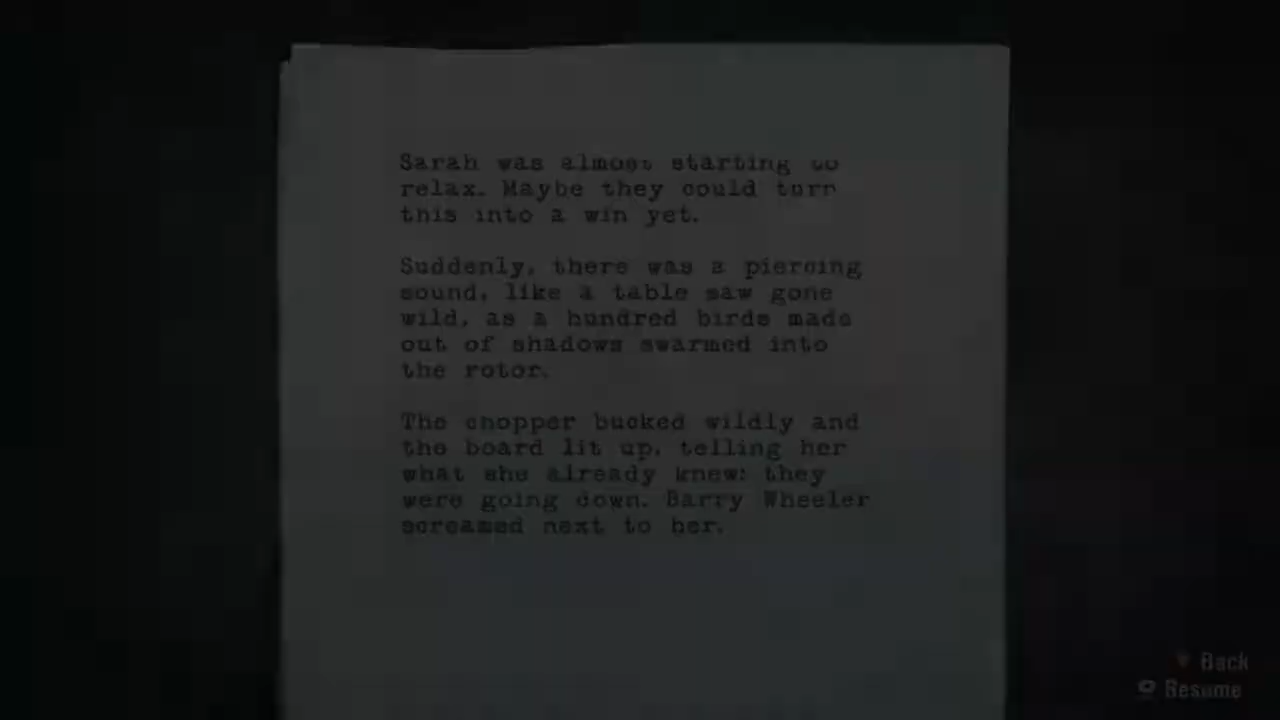 Sarah was almost starting to
relax. Maybe they could turn
this into a win yet.
Suddenly, there was a piercing
sound, like a table saw gone
wild, as a hundred birds made
out of shadows swarmed into
the rotor.
The chopper bucked wildly and
the board lit up, telling her
what she already knew: they
were going down. Barry Wheeler
screamed next to her.
Back
Resume